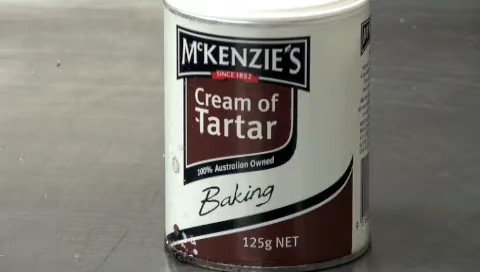 McKENZIE'S
SINCE 1852
Cream of
Tartar
100% Australian Owned
Baking
125g NET